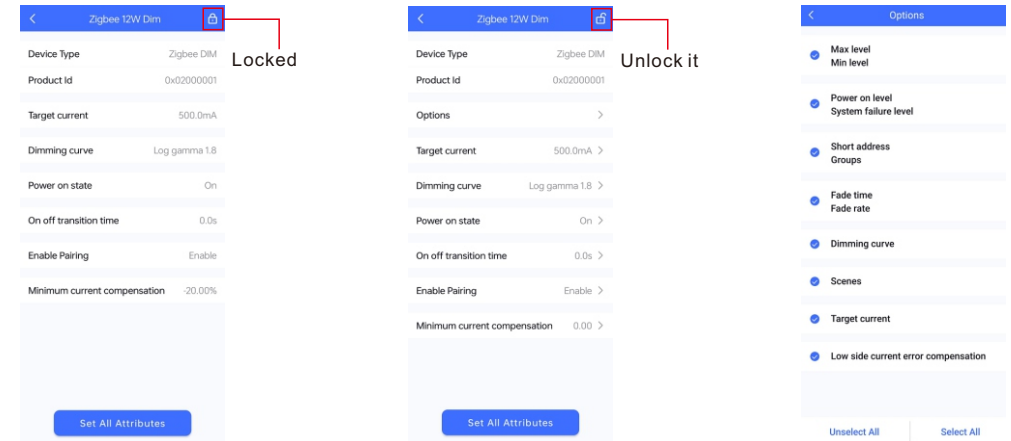 Zigbee 12W Dim
Device Type Zigbee DIM
Product Id 0x02000001
Target current 500.0mA
Dimming curve Log gamma 1.8
Power on state On
On off transition time 0.0s
Enable Pairing Enable
Minimum current compensation -20.00%
Set All Attributes
Locked
Zigbee 12W Dim
Device Type Zigbee DIM
Product Id 0x02000001
Options
Target current 500.0mA
Dimming curve Log gamma 1.8
Power on state On
On off transition time 0.0s
Enable Pairing Enable
Minimum current compensation 0.00
Set All Attributes
Unlock it
Options
Max level
Min level
Power on level
System failure level
Short address
Groups
Fade time
Fade rate
Dimming curve
Scenes
Target current
Low side current error compensation
Unselect All Select All